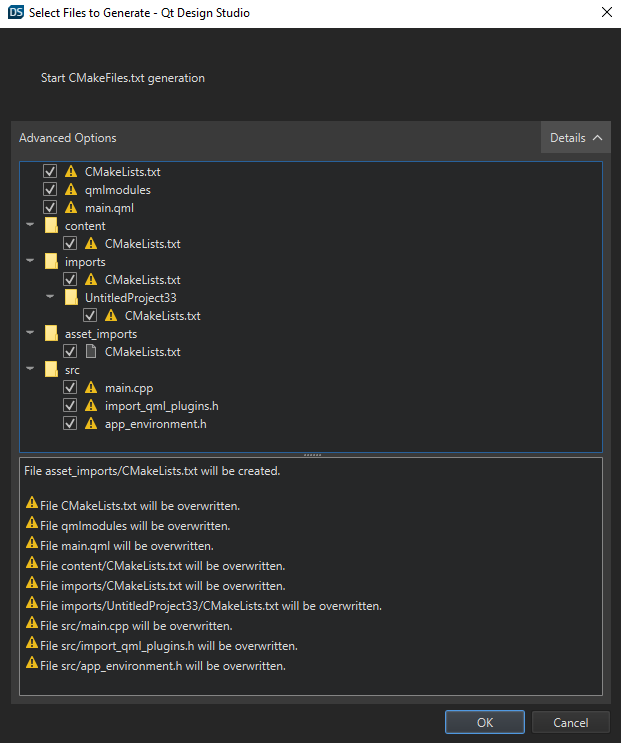 DS Select Files to Generate - Qt Design Studio
Start CMakeFiles.txt generation
Advanced Options Details
CMakeLists.txt
qmlmodules
main.qml
content
CMakeLists.txt
imports
CMakeLists.txt
UntitledProject33
CMakeLists.txt
asset_imports
CMakeLists.txt
src
main.cpp
import_qml_plugins.h
app_environment.h
File asset_imports/CMakeLists.txt will be created.
File CMakeLists.txt will be overwritten.
File qmlmodules will be overwritten.
File main.qml will be overwritten.
File content/CMakeLists.txt will be overwritten.
File imports/CMakeLists.txt will be overwritten.
File imports/UntitledProject33/CMakeLists.txt will be overwritten.
File src/main.cpp will be overwritten.
File src/import_qml_plugins.h will be overwritten.
File src/app_environment.h will be overwritten.
OK Cancel